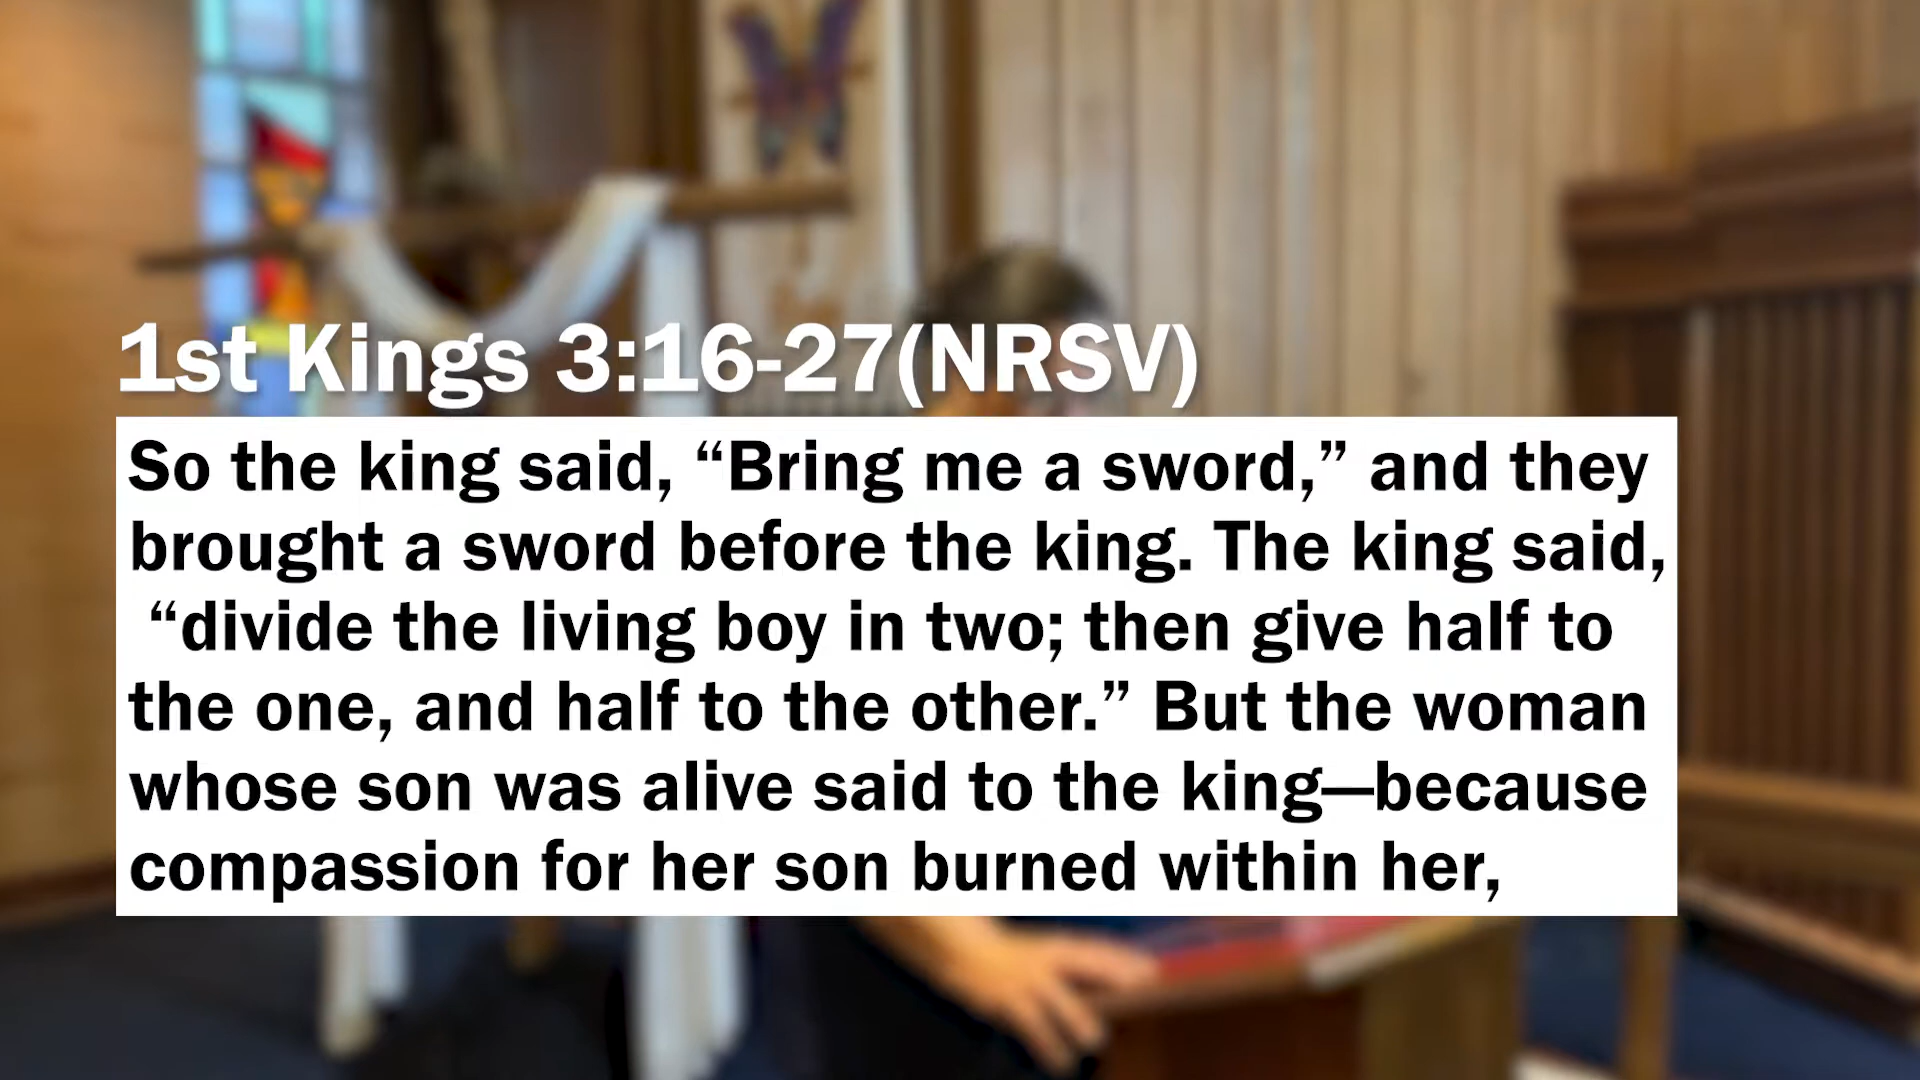 1st Kings 3:16-27(NRSV)
So the king said, “Bring me a sword,” and they
brought a sword before the king. The king said,
“divide the living boy in two; then give half to
the one, and half to the other.” But the woman
whose son was alive said to the king—because
compassion for her son burned within her,